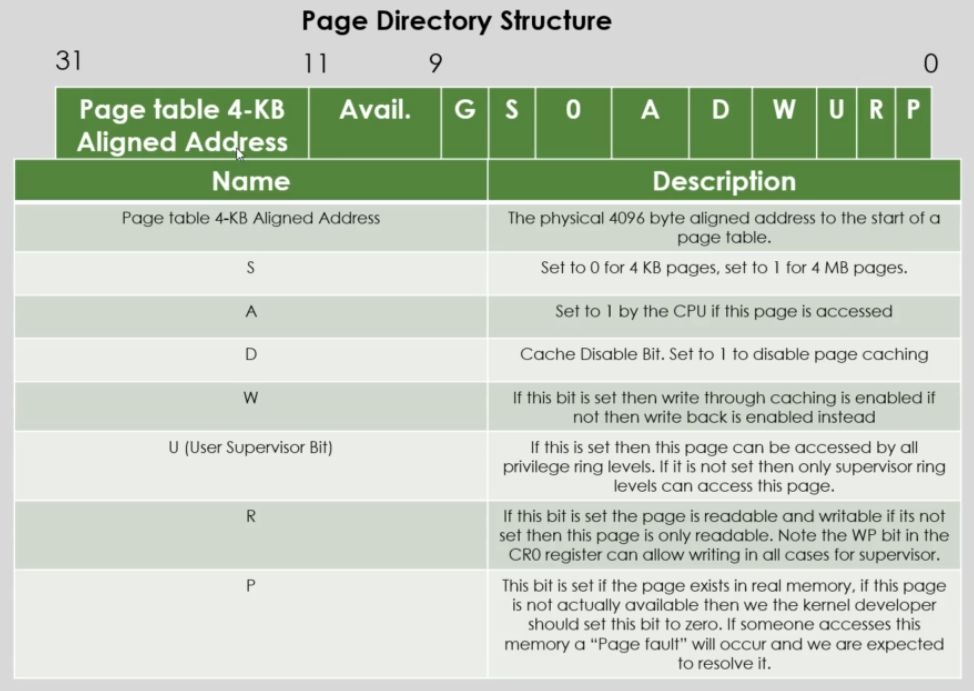 Page Directory Structure
31 11 9 0
Page table 4-KB
Aligned Address
Avail. G S 0 A D W U R P
Name Description
Page table 4-KB Aligned Address
The physical 4096 byte aligned address to the start of a
page table.
S
Set to 0 for 4 KB pages, set to 1 for 4 MB pages.
A
Set to 1 by the CPU if this page is accessed
D
Cache Disable Bit. Set to 1 to disable page caching
W
If this bit is set then write through caching is enabled if
not then write back is enabled instead
U (User Supervisor Bit)
If this is set then this page can be accessed by all
privilege ring levels. If it is not set then only supervisor ring
levels can access this page.
R
If this bit is set the page is readable and writable if its not
set then this page is only readable. Note the WP bit in the
CR0 register can allow writing in all cases for supervisor.
P
This bit is set if the page exists in real memory, if this page
is not actually available then we the kernel developer
should set this bit to zero. If someone accesses this
memory a “Page fault” will occur and we are expected
to resolve it.